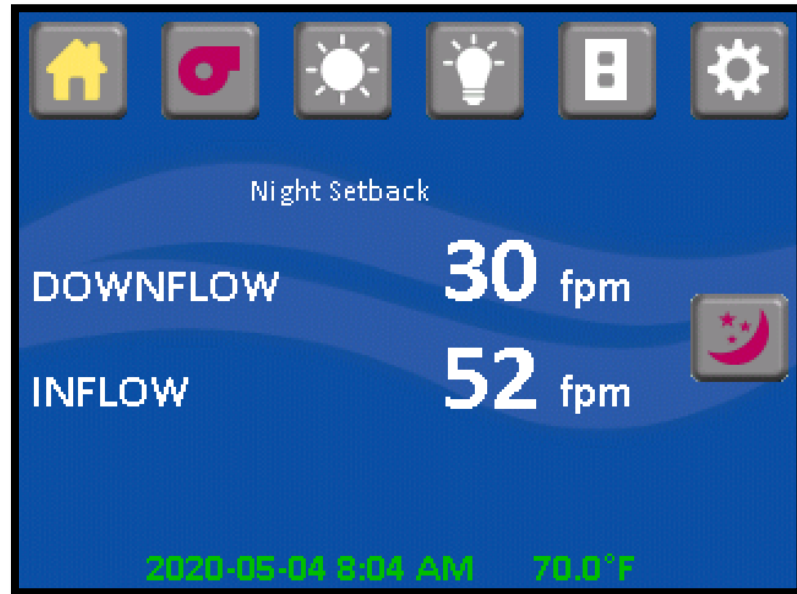 Night Setback
DOWNFLOW 30 fpm
INFLOW 52 fpm
2020-05-04 8:04 AM 70.0°F